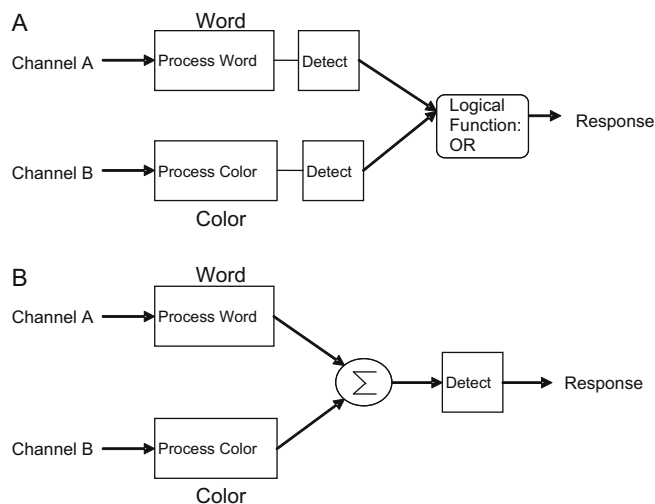 A
Word
Channel A
Process Word
Detect
Logical
Function:
OR
Response
Channel B
Process Color
Detect
Color
B
Word
Channel A
Process Word
Σ
Detect
Response
Channel B
Process Color
Color